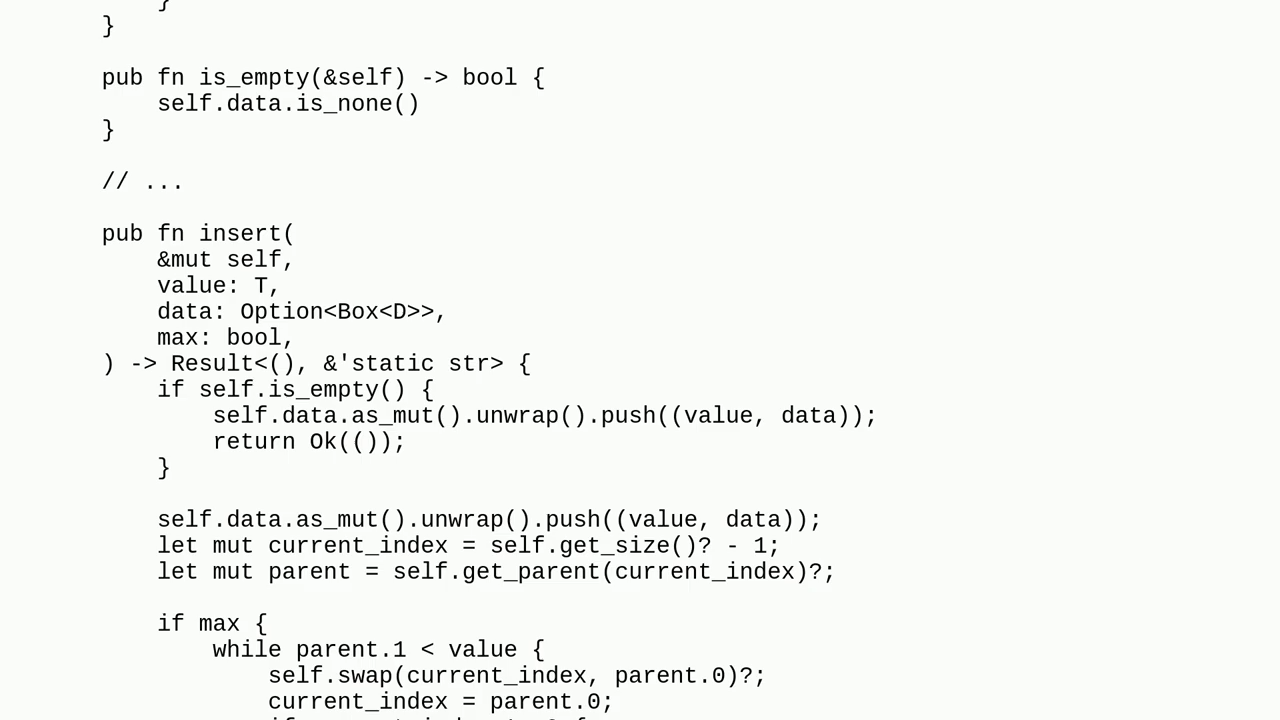 }
}

pub fn is_empty(&self) -> bool {
    self.data.is_none()
}

// ...

pub fn insert(
    &mut self,
    value: T,
    data: Option<Box<D>>,
    max: bool,
) -> Result<(), &'static str> {
    if self.is_empty() {
        self.data.as_mut().unwrap().push((value, data));
        return Ok(());
    }

    self.data.as_mut().unwrap().push((value, data));
    let mut current_index = self.get_size()? - 1;
    let mut parent = self.get_parent(current_index)?;

    if max {
        while parent.1 < value {
            self.swap(current_index, parent.0)?;
            current_index = parent.0;